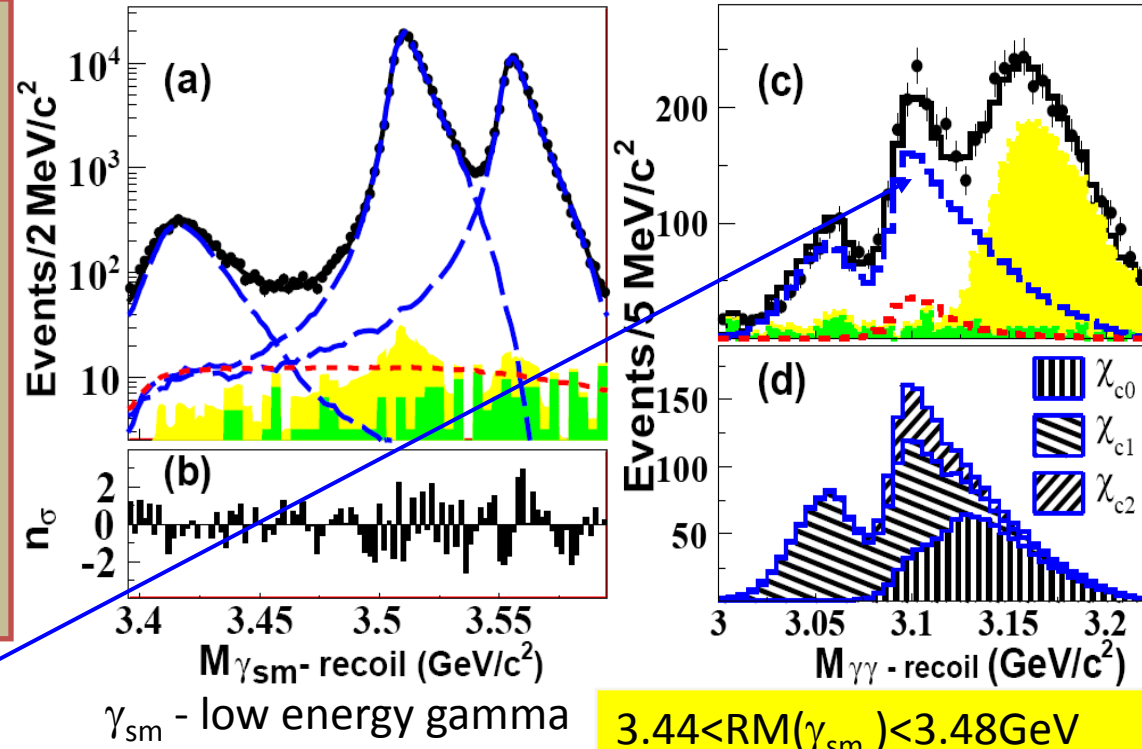 (a)
Events/2 MeV/c²
10⁴
10³
10²
10
(b)
nσ
2
0
-2
3.4 3.45 3.5 3.55
M γsm- recoil (GeV/c²)
γsm - low energy gamma
(c)
Events/5 MeV/c²
200
100
(d)
χc0
χc1
χc2
150
100
50
3 3.05 3.1 3.15 3.2
M γγ - recoil (GeV/c²)
3.44<RM(γsm )<3.48GeV